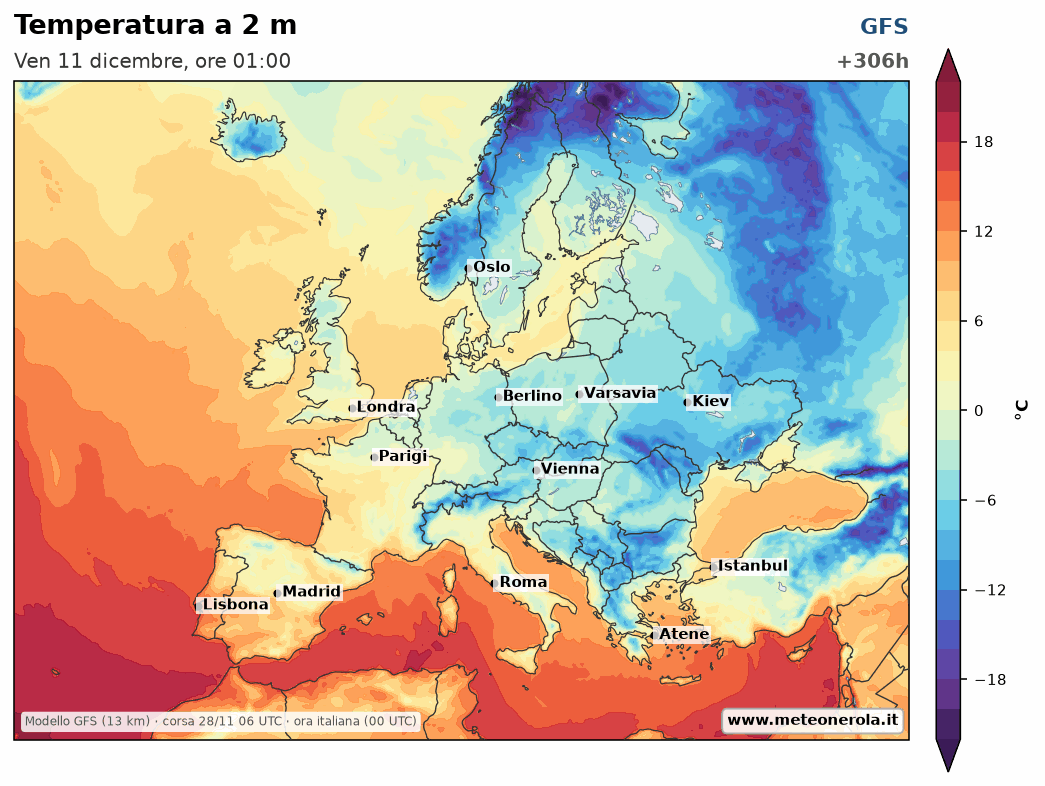 Temperatura a 2 m
GFS
Ven 11 dicembre, ore 01:00
+306h
Oslo
Berlino
Varsavia
Kiev
Londra
Parigi
Vienna
Istanbul
Roma
Madrid
Lisbona
Atene
Modello GFS (13 km) · corsa 28/11 06 UTC · ora italiana (00 UTC)
www.meteonerola.it
18
12
6
0
−6
−12
−18
°C